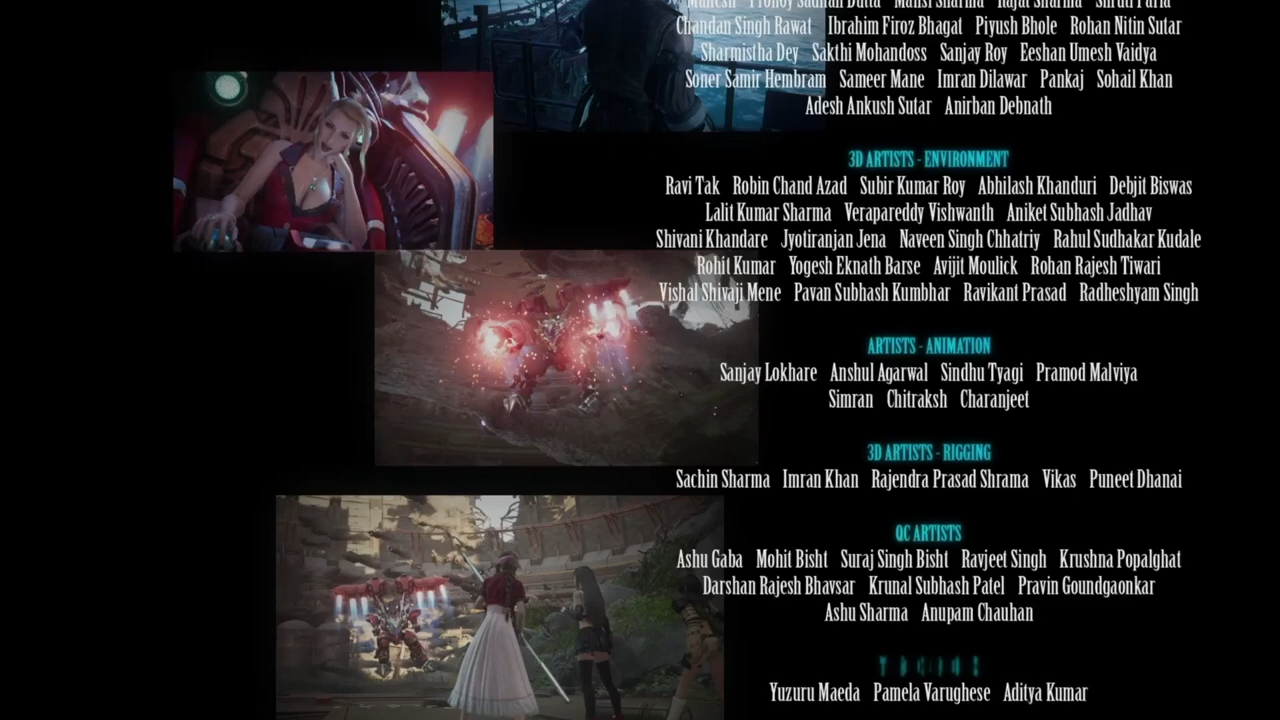 Chandan Singh Rawat Ibrahim Firoz Bhagat Piyush Bhole Rohan Nitin Sutar
Sharmistha Dey Sakthi Mohandoss Sanjay Roy Eeshan Umesh Vaidya
Soner Samir Hembram Sameer Mane Imran Dilawar Pankaj Sohail Khan
Adesh Ankush Sutar Anirban Debnath
3D ARTISTS - ENVIRONMENT
Ravi Tak Robin Chand Azad Subir Kumar Roy Abhilash Khanduri Debjit Biswas
Lalit Kumar Sharma Verapareddy Vishwanth Aniket Subhash Jadhav
Shivani Khandare Jyotiranjan Jena Naveen Singh Chhatriy Rahul Sudhakar Kudale
Rohit Kumar Yogesh Eknath Barse Avijit Moulick Rohan Rajesh Tiwari
Vishal Shivaji Mene Pavan Subhash Kumbhar Ravikant Prasad Radheshyam Singh
ARTISTS - ANIMATION
Sanjay Lokhare Anshul Agarwal Sindhu Tyagi Pramod Malviya
Simran Chitraksh Charanjeet
3D ARTISTS - RIGGING
Sachin Sharma Imran Khan Rajendra Prasad Shrama Vikas Puneet Dhanai
QC ARTISTS
Ashu Gaba Mohit Bisht Suraj Singh Bisht Ravjeet Singh Krushna Popalghat
Darshan Rajesh Bhavsar Krunal Subhash Patel Pravin Goundgaonkar
Ashu Sharma Anupam Chauhan
Yuzuru Maeda Pamela Varughese Aditya Kumar